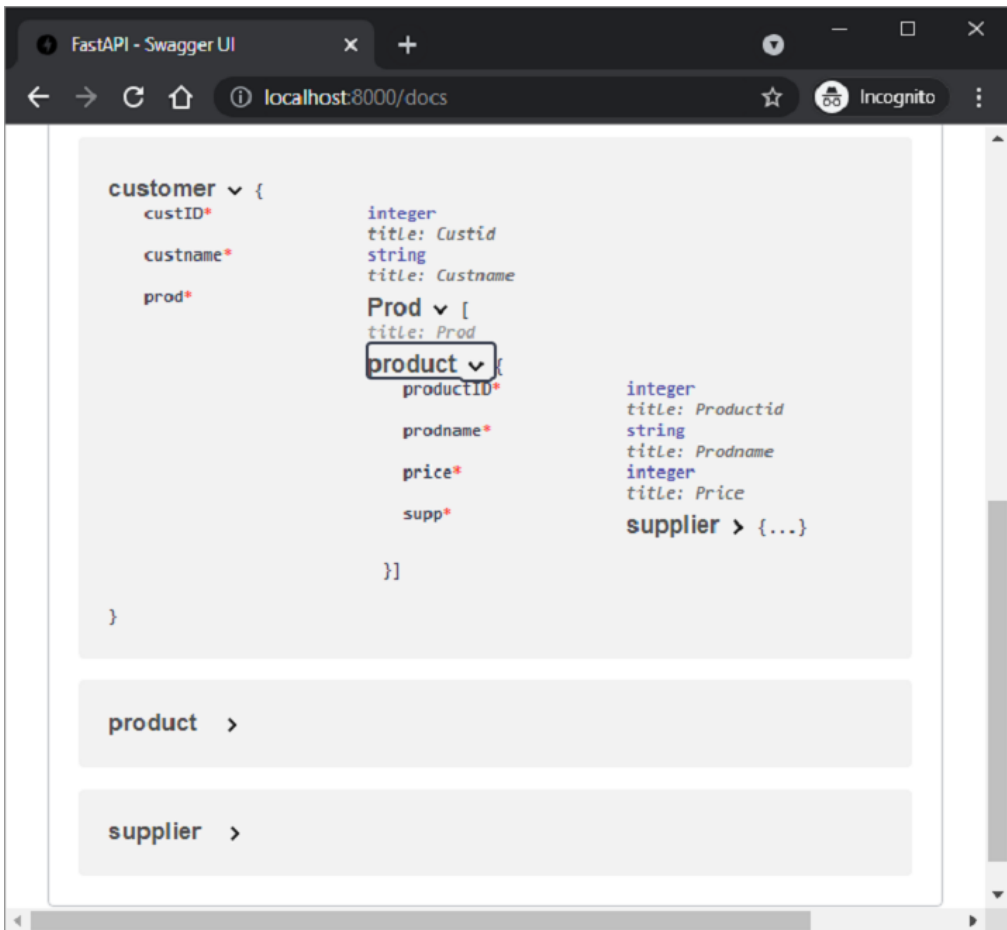 FastAPI - Swagger UI
localhost:8000/docs Incognito
customer {
custID* integer
title: Custid
custname* string
title: Custname
prod* Prod [
title: Prod
product {
productID* integer
title: Productid
prodname* string
title: Prodname
price* integer
title: Price
supp* supplier {...}
}]
}
product
supplier